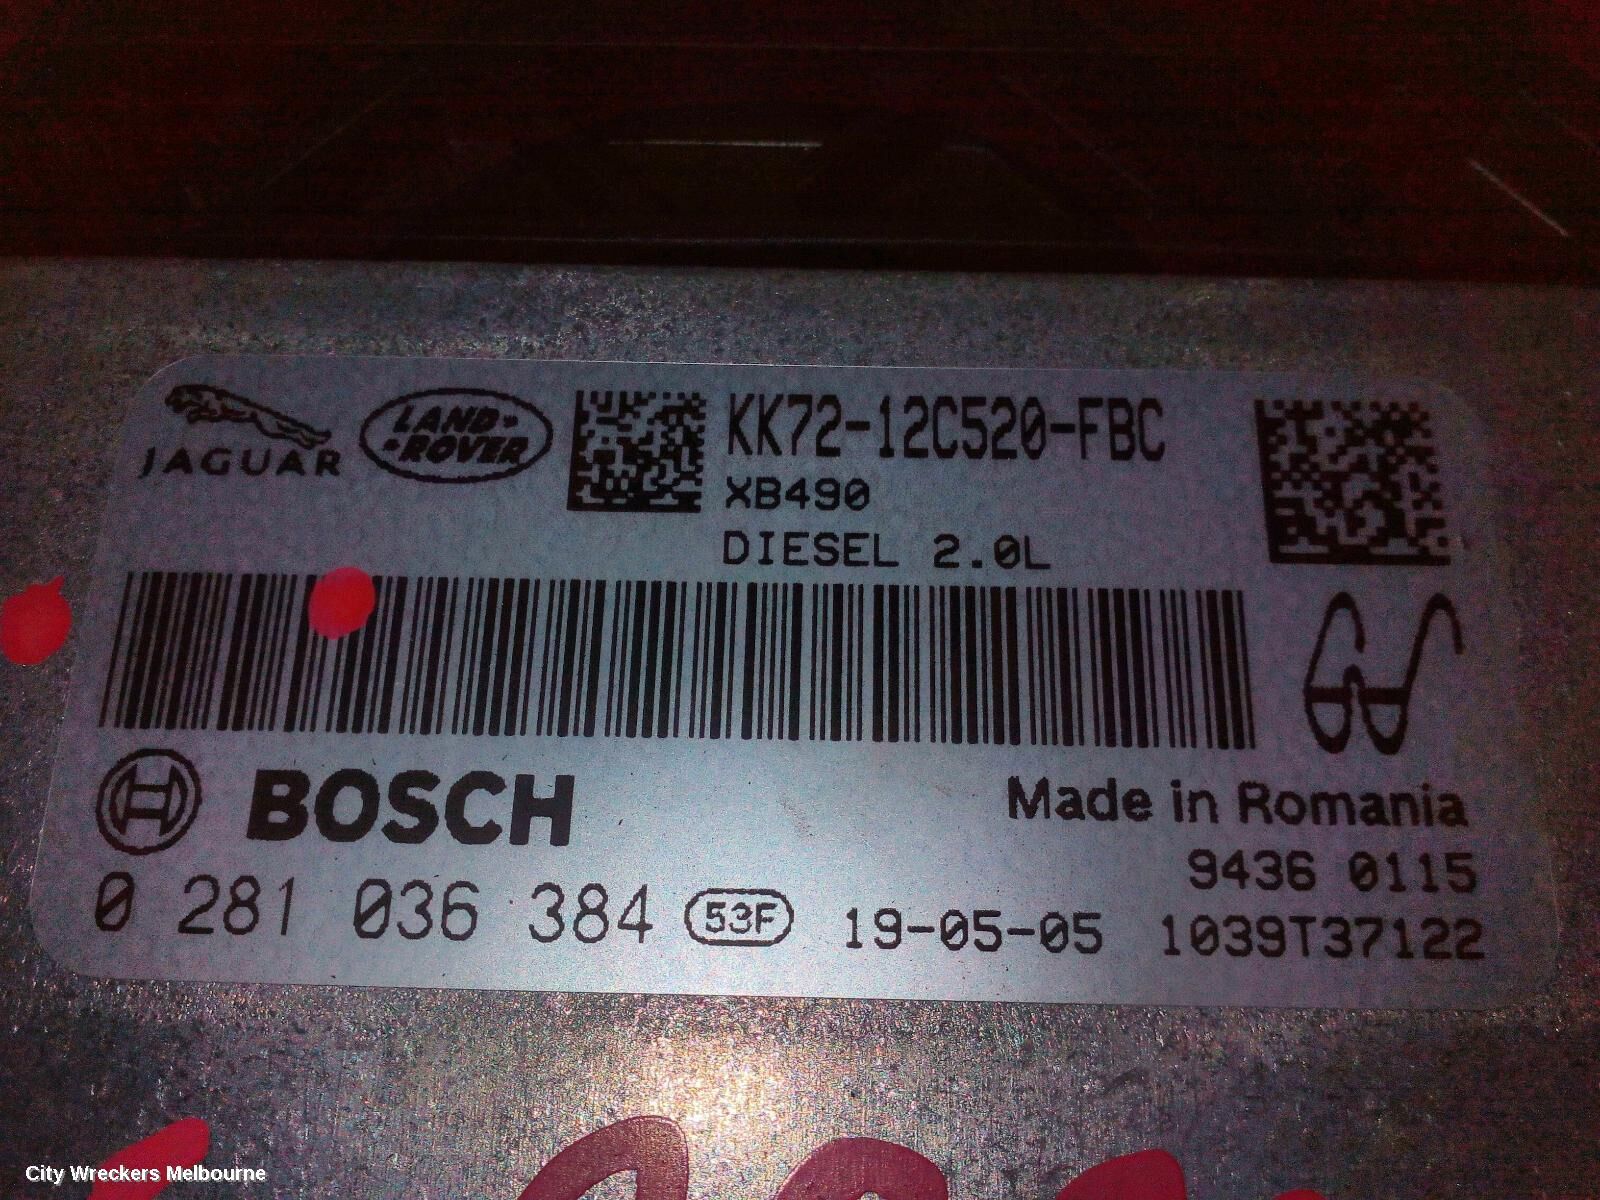 JAGUAR
LAND-
-ROVER
KK72-12C520-FBC
XB490
DIESEL 2.0L
BOSCH
Made in Romania
9436 0115
0 281 036 384 53F 19-05-05 1039T37122
City Wreckers Melbourne